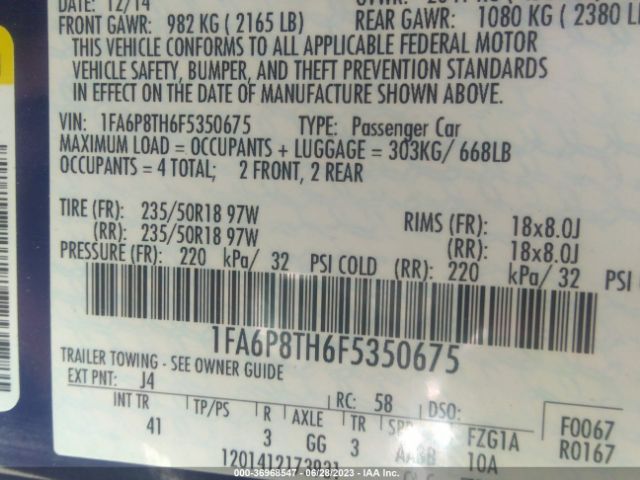 DATE: 12/14
FRONT GAWR: 982 KG ( 2165 LB) REAR GAWR: 1080 KG ( 2380 L
THIS VEHICLE CONFORMS TO ALL APPLICABLE FEDERAL MOTOR
VEHICLE SAFETY, BUMPER, AND THEFT PREVENTION STANDARDS
IN EFFECT ON THE DATE OF MANUFACTURE SHOWN ABOVE.
VIN: 1FA6P8TH6F5350675 TYPE: Passenger Car
MAXIMUM LOAD = OCCUPANTS + LUGGAGE = 303KG/ 668LB
OCCUPANTS = 4 TOTAL; 2 FRONT, 2 REAR
TIRE (FR): 235/50R18 97W RIMS (FR): 18x8.0J
(RR): 235/50R18 97W (RR): 18x8.0J
PRESSURE (FR): 220 kPa/ 32 PSI COLD (RR): 220 kPa/ 32 PSI
1FA6P8TH6F5350675
TRAILER TOWING - SEE OWNER GUIDE
EXT PNT: J4 RC: 58 DSO: F0067
INT TR TP/PS R AXLE TR FZG1A R0167
41 3 GG 3 10A
IMAGE: 36968547 - 06/28/2023 - IAAI.COM